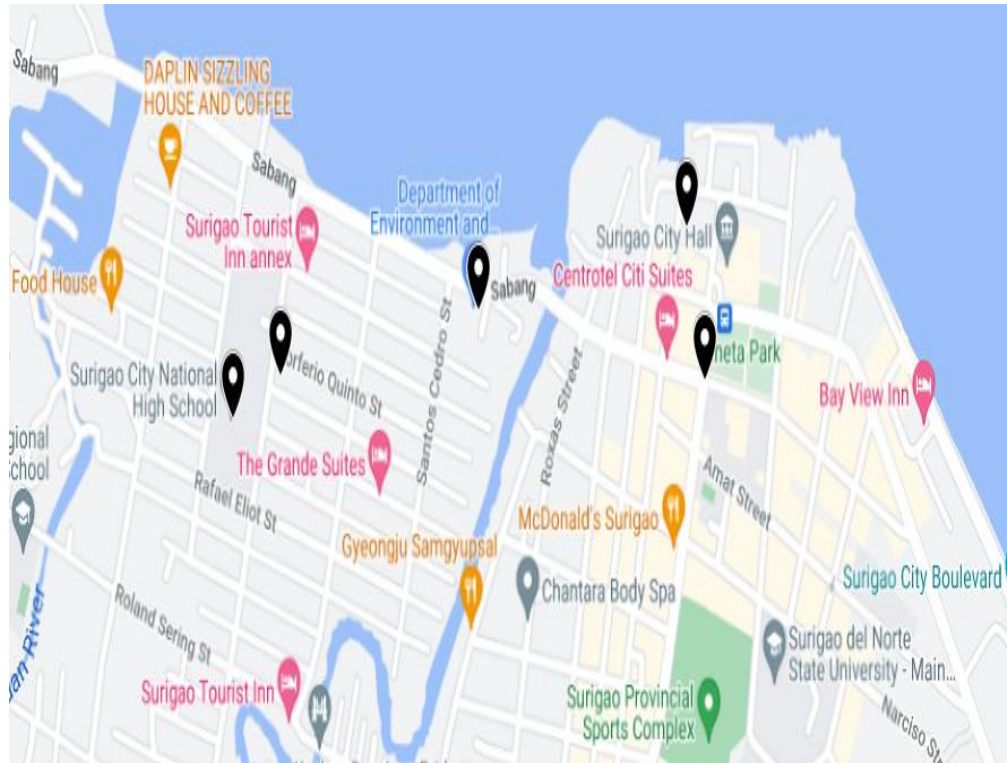 Sabang
DAPLIN SIZZLING
HOUSE AND COFFEE
Sabang
Department of
Environment and...
Surigao Tourist
Inn annex
Surigao City Hall
Food House
Sabang
Centrotel Citi Suites
neta Park
Surigao City National
High School
orferio Quinto St
Santos Cedro St
Roxas Street
Bay View Inn
gional
School
The Grande Suites
Rafael Eliot St
Amat Street
McDonald's Surigao
Gyeongju Samgyupsal
Chantara Body Spa
Surigao City Boulevard
Roland Sering St
an River
Surigao del Norte
State University - Main...
Surigao Tourist Inn
Surigao Provincial
Sports Complex
Narciso Str